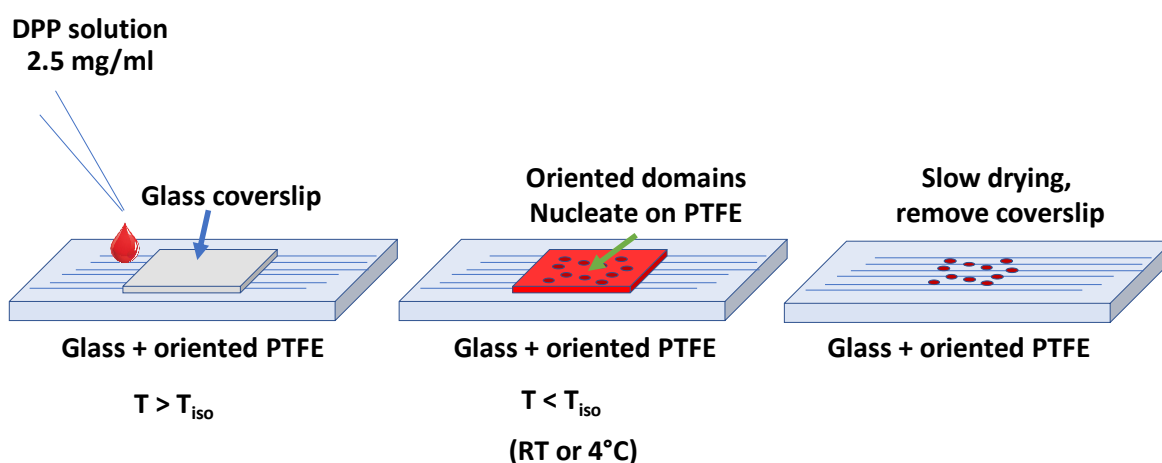 DPP solution
2.5 mg/ml
Glass coverslip
Glass + oriented PTFE
T > Tiso
Oriented domains
Nucleate on PTFE
Glass + oriented PTFE
T < Tiso
(RT or 4°C)
Slow drying,
remove coverslip
Glass + oriented PTFE